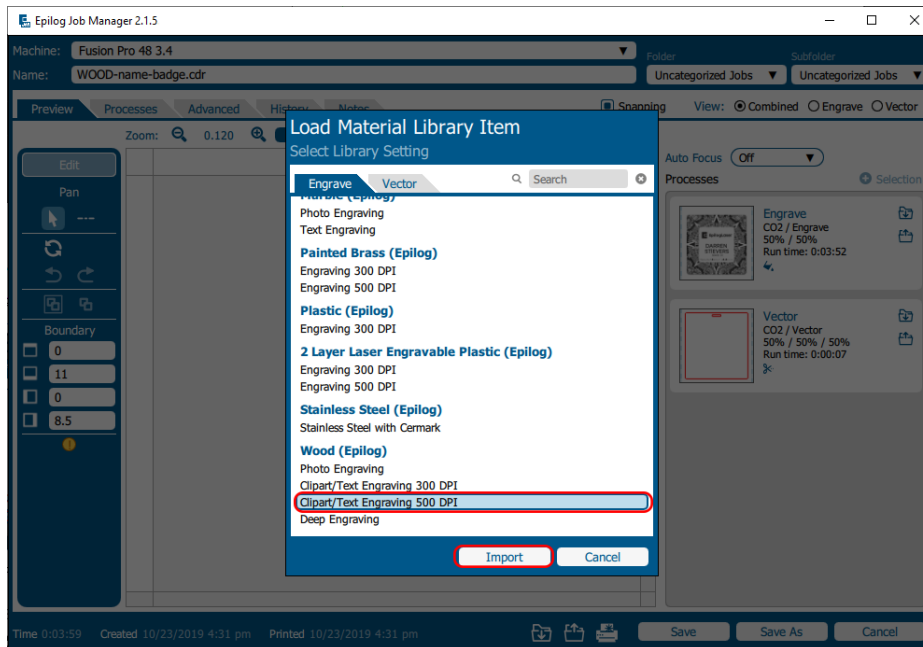 Epilog Job Manager 2.1.5
Machine: Fusion Pro 48 3.4
Name: WOOD-name-badge.cdr
Folder
Subfolder
Uncategorized Jobs
Uncategorized Jobs
Preview
Processes
Advanced
History
Notes
Snapping
View: Combined Engrave Vector
Zoom: 0.120
Edit
Pan
Boundary
0
11
0
8.5
Load Material Library Item
Select Library Setting
Engrave
Vector
Search
Marble (Epilog)
Photo Engraving
Text Engraving
Painted Brass (Epilog)
Engraving 300 DPI
Engraving 500 DPI
Plastic (Epilog)
Engraving 300 DPI
2 Layer Laser Engravable Plastic (Epilog)
Engraving 300 DPI
Engraving 500 DPI
Stainless Steel (Epilog)
Stainless Steel with Cermark
Wood (Epilog)
Photo Engraving
Clipart/Text Engraving 300 DPI
Clipart/Text Engraving 500 DPI
Deep Engraving
Import
Cancel
Auto Focus Off
Processes
Selection
DARREN
STEVENS
Engrave
CO2 / Engrave
50% / 50%
Run time: 0:03:52
Vector
CO2 / Vector
50% / 50% / 50%
Run time: 0:00:07
Time 0:03:59 Created 10/23/2019 4:31 pm Printed 10/23/2019 4:31 pm
Save
Save As
Cancel